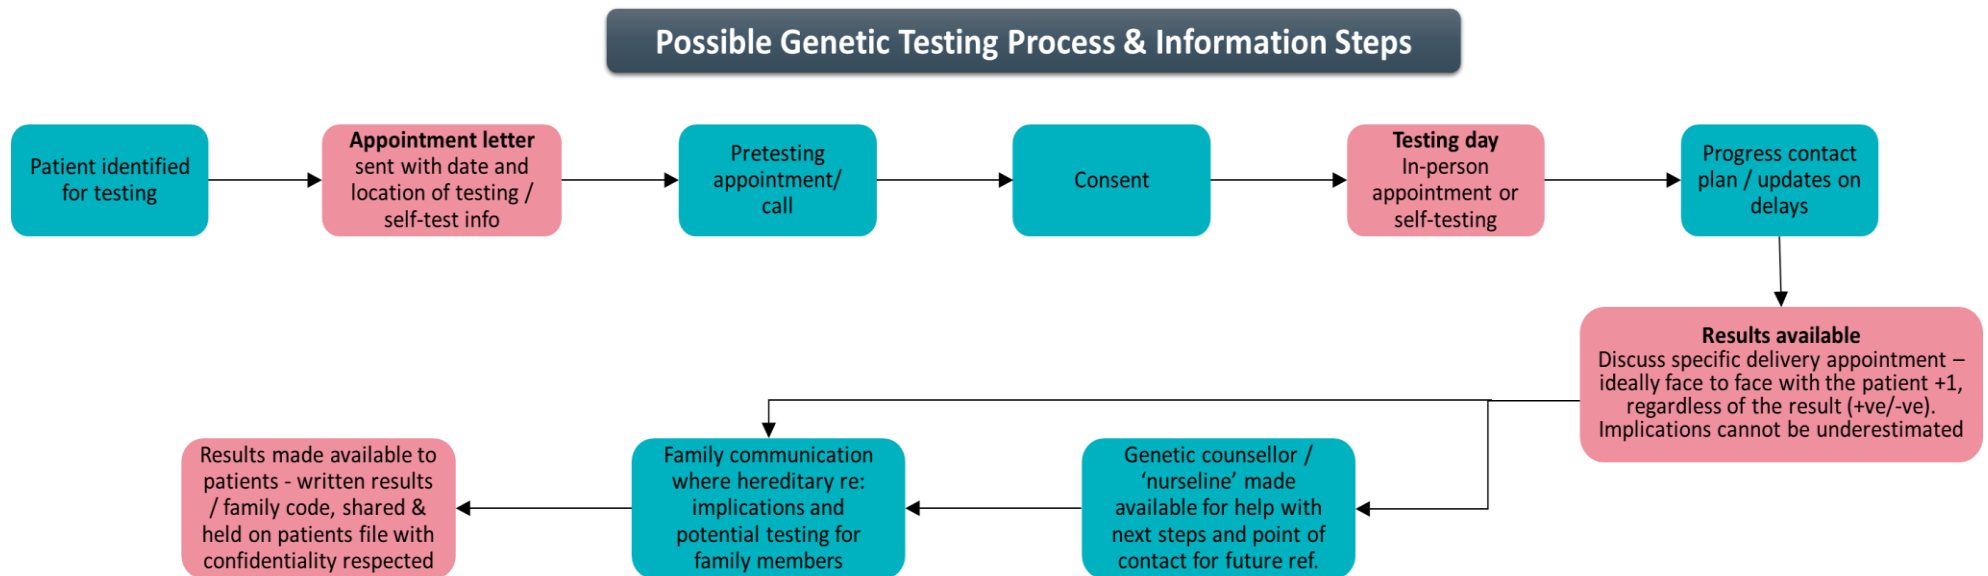 Possible Genetic Testing Process & Information Steps
Patient identified
for testing
Appointment letter
sent with date and
location of testing /
self-test info
Pretesting
appointment/
call
Consent
Testing day
In-person
appointment or
self-testing
Progress contact
plan / updates on
delays
Results available
Discuss specific delivery appointment –
ideally face to face with the patient +1,
regardless of the result (+ve/-ve).
Implications cannot be underestimated
Genetic counsellor /
‘nurseline’ made
available for help with
next steps and point of
contact for future ref.
Family communication
where hereditary re:
implications and
potential testing for
family members
Results made available to
patients - written results
/ family code, shared &
held on patients file with
confidentiality respected